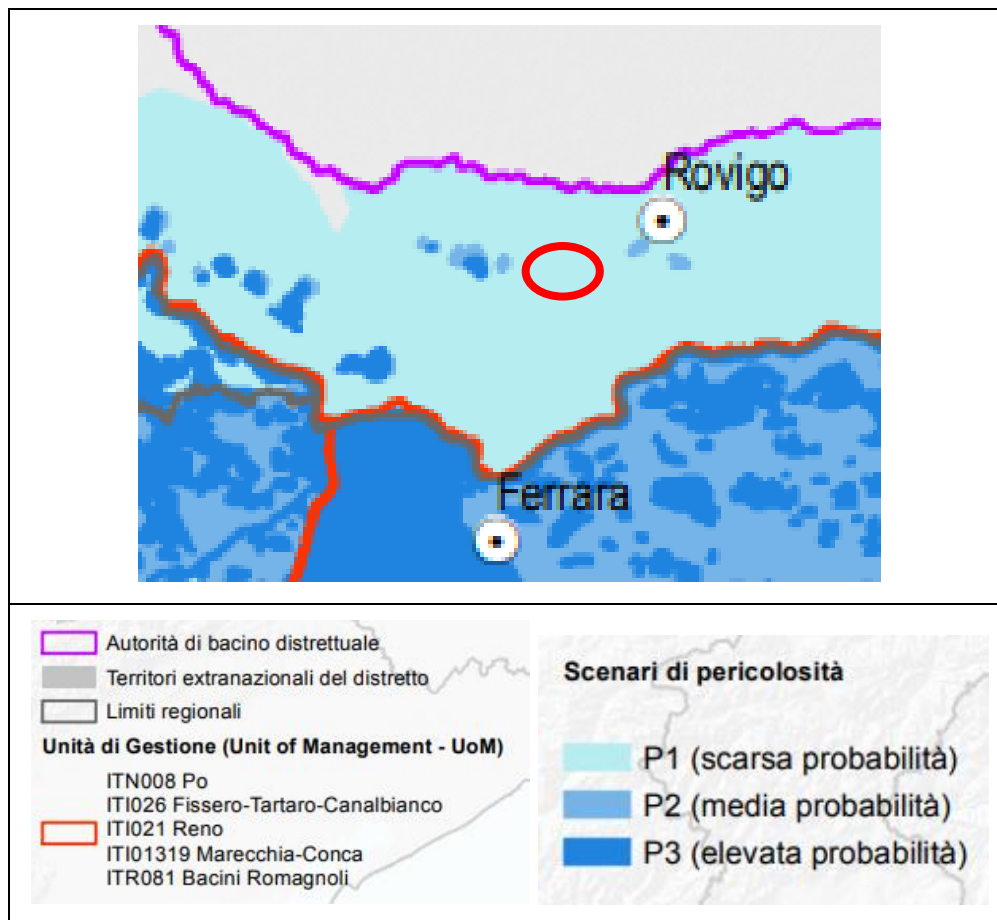 Rovigo
Ferrara
Autorità di bacino distrettuale
Territori extranazionali del distretto
Limiti regionali
Unità di Gestione (Unit of Management - UoM)
ITN008 Po
ITI026 Fissero-Tartaro-Canalbianco
ITI021 Reno
ITI01319 Marecchia-Conca
ITR081 Bacini Romagnoli
Scenari di pericolosità
P1 (scarsa probabilità)
P2 (media probabilità)
P3 (elevata probabilità)